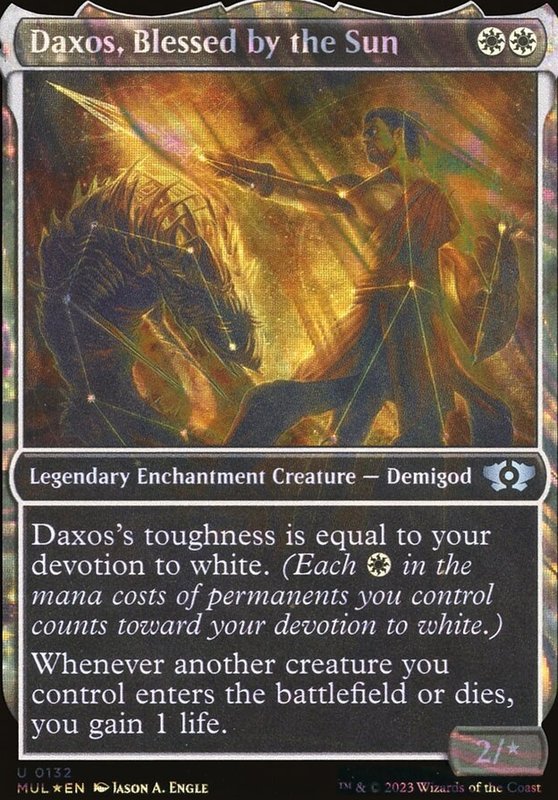 Daxos, Blessed by the Sun
Legendary Enchantment Creature — Demigod
Daxos's toughness is equal to your
devotion to white. (Each in the
mana costs of permanents you control
counts toward your devotion to white.)
Whenever another creature you
control enters the battlefield or dies,
you gain 1 life.
2/*
U 0132
MUL★EN Jason A. Engle
™ & © 2023 Wizards of the Coast